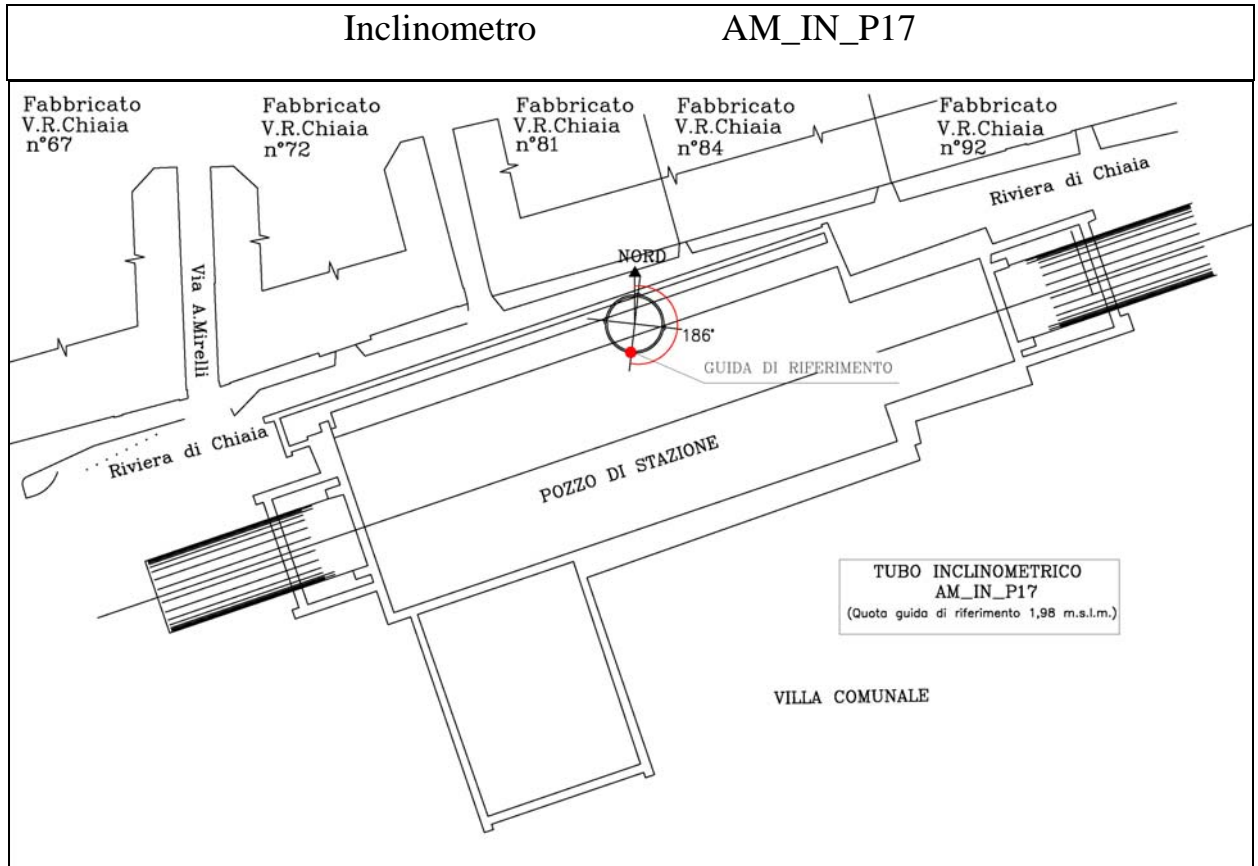 Inclinometro AM_IN_P17
Fabbricato
V.R.Chiaia
n°67
Fabbricato
V.R.Chiaia
n°72
Fabbricato
V.R.Chiaia
n°81
Fabbricato
V.R.Chiaia
n°84
Fabbricato
V.R.Chiaia
n°92
Riviera di Chiaia
Via A.Mirelli
NORD
186°
GUIDA DI RIFERIMENTO
Riviera di Chiaia
POZZO DI STAZIONE
TUBO INCLINOMETRICO
AM_IN_P17
(Quota guida di riferimento 1,98 m.s.l.m.)
VILLA COMUNALE